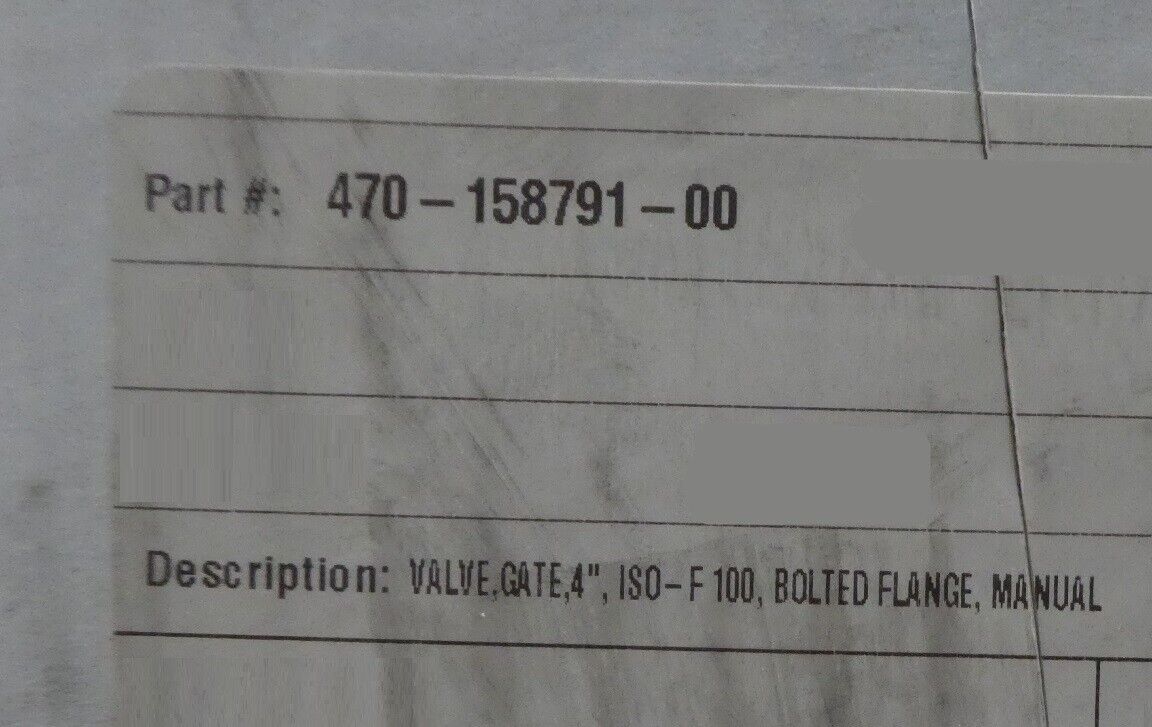 Part #: 470-158791-00
Description: VALVE,GATE,4", ISO-F 100, BOLTED FLANGE, MANUAL